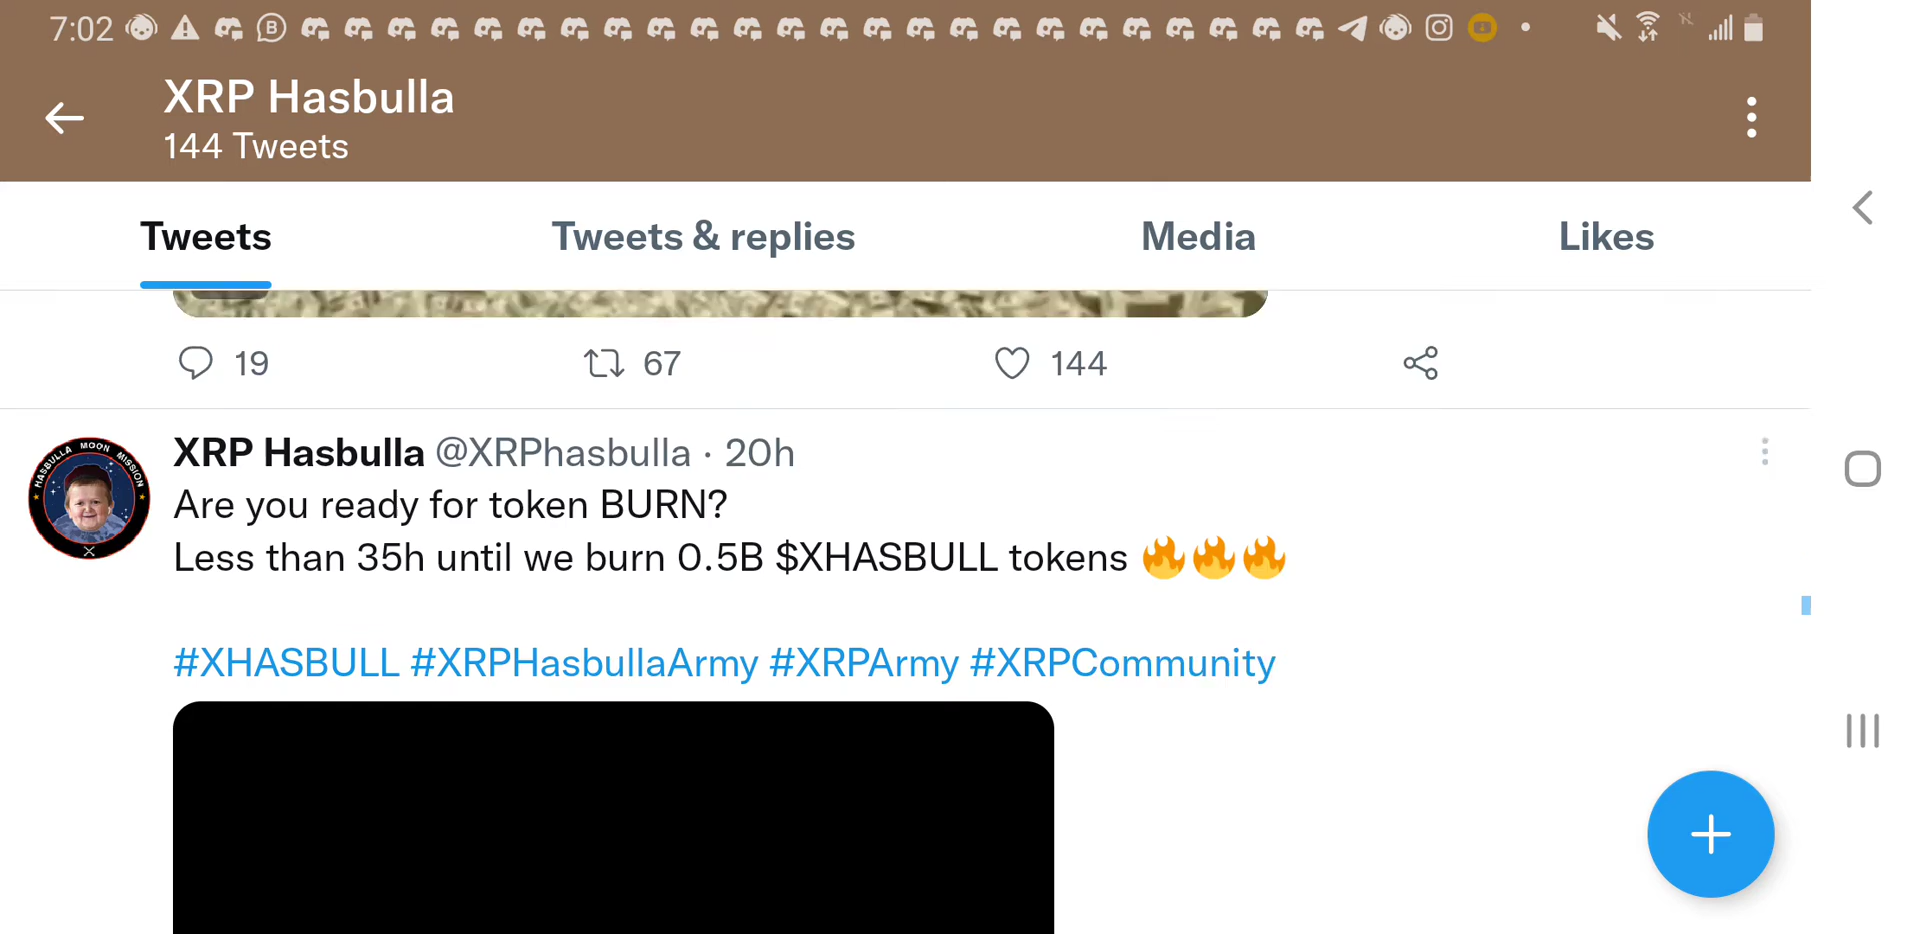 7:02
XRP Hasbulla
144 Tweets
Tweets Tweets & replies Media Likes
19 67 144
XRP Hasbulla @XRPhasbulla · 20h
HASBULLA MOON MISSION
X
Are you ready for token BURN?
Less than 35h until we burn 0.5B $XHASBULL tokens 🔥🔥🔥
#XHASBULL #XRPHasbullaArmy #XRPArmy #XRPCommunity